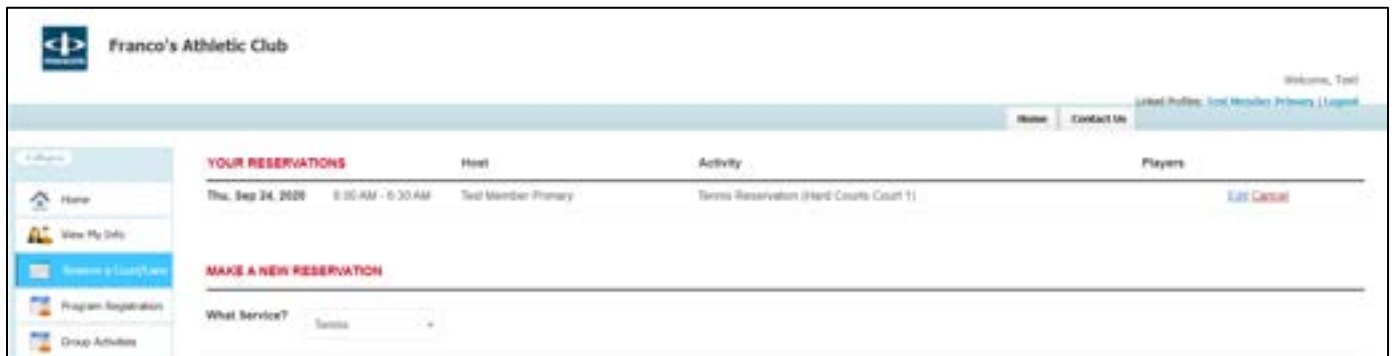 Franco's Athletic Club
Welcome, Test!
Linked Profiles: Test Member Primary | Logout
Home Contact Us
YOUR RESERVATIONS Host Activity Players
Home
Thu, Sep 24, 2020 6:00 AM - 6:30 AM Test Member Primary Tennis Reservation (Hard Courts Court 1) Edit Cancel
View My Info
Reserve a Court/Lane
MAKE A NEW RESERVATION
Program Registration
What Service? Tennis
Group Activities